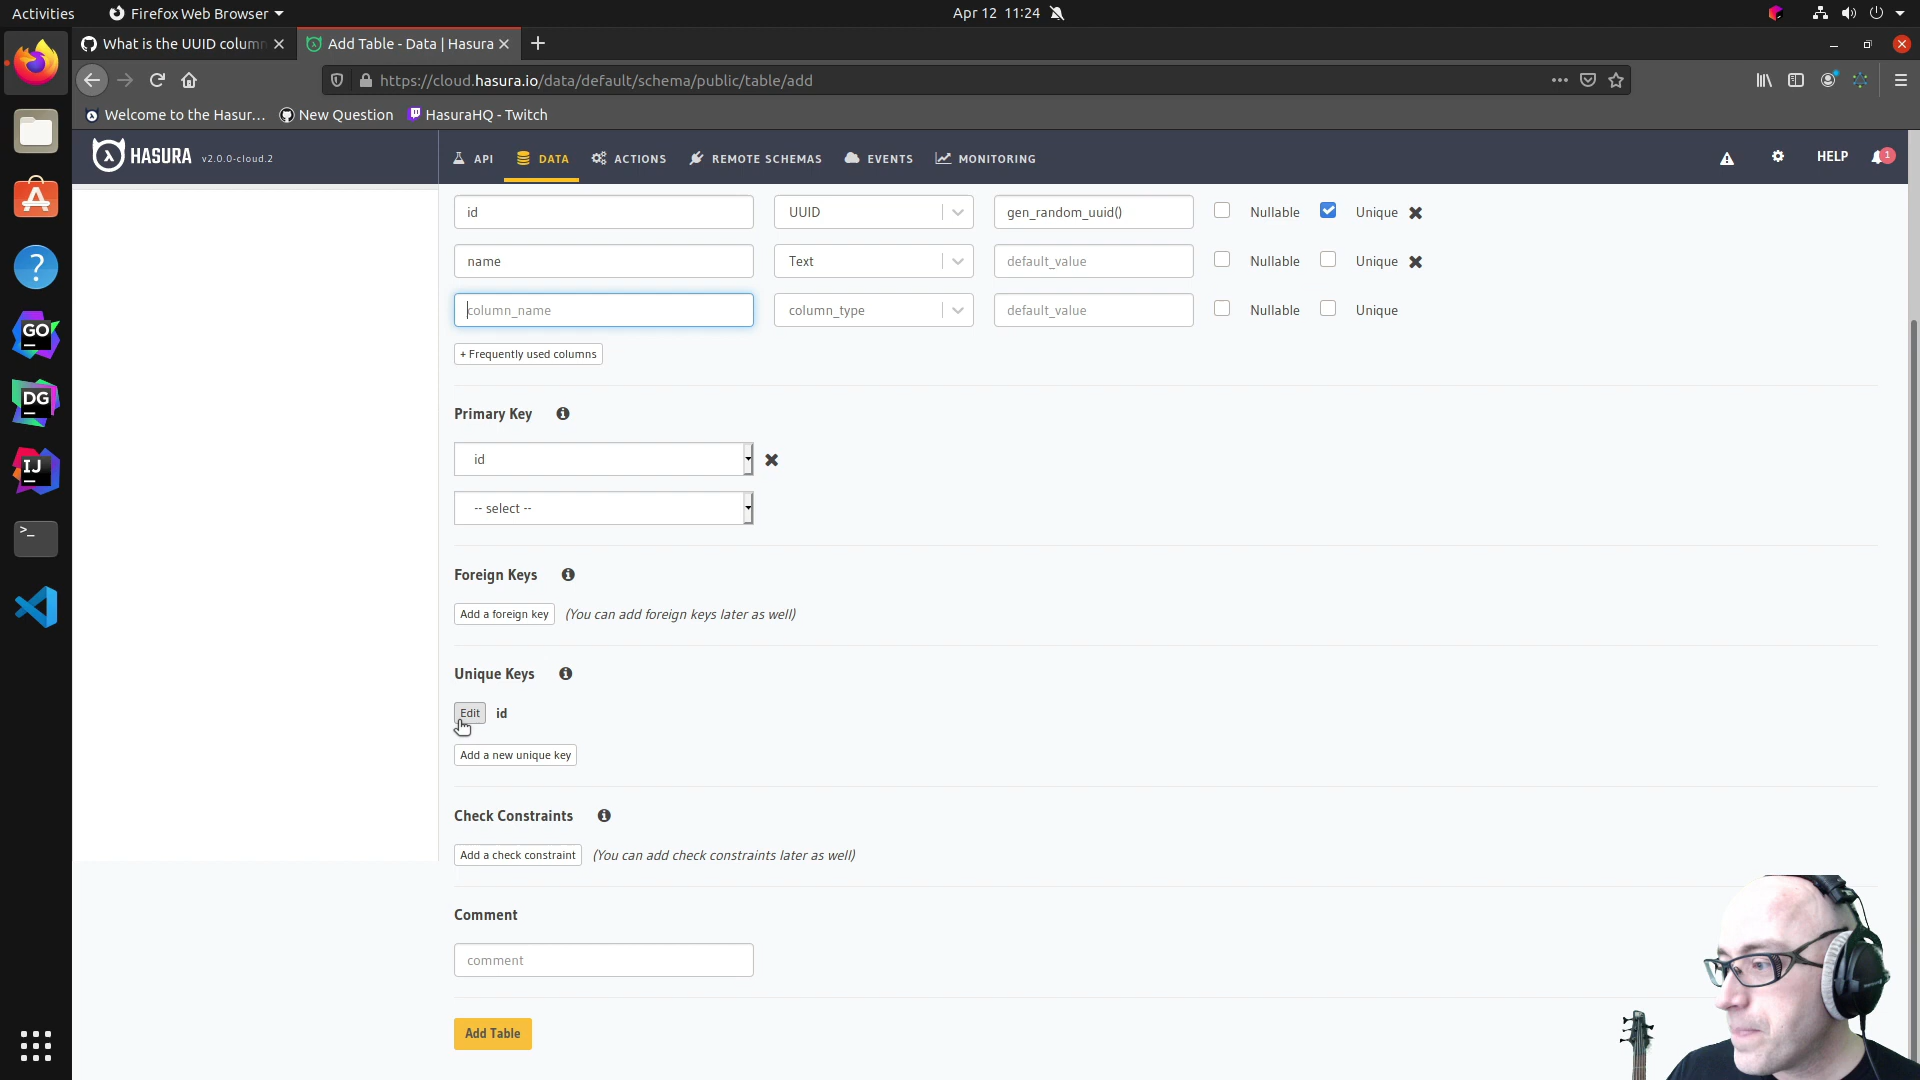 Activities
Firefox Web Browser
Apr 12 11:24
What is the UUID colum
Add Table - Data | Hasura
https://cloud.hasura.io/data/default/schema/public/table/add
Welcome to the Hasur…
New Question
HasuraHQ - Twitch
HASURA v2.0.0-cloud.2
API
DATA
ACTIONS
REMOTE SCHEMAS
EVENTS
MONITORING
HELP
1
id UUID gen_random_uuid() Nullable Unique
name Text default_value Nullable Unique
column_name column_type default_value Nullable Unique
+ Frequently used columns
Primary Key
id
-- select --
Foreign Keys
Add a foreign key (You can add foreign keys later as well)
Unique Keys
Edit id
Add a new unique key
Check Constraints
Add a check constraint (You can add check constraints later as well)
Comment
comment
Add Table
GO
DG
IJ
>_